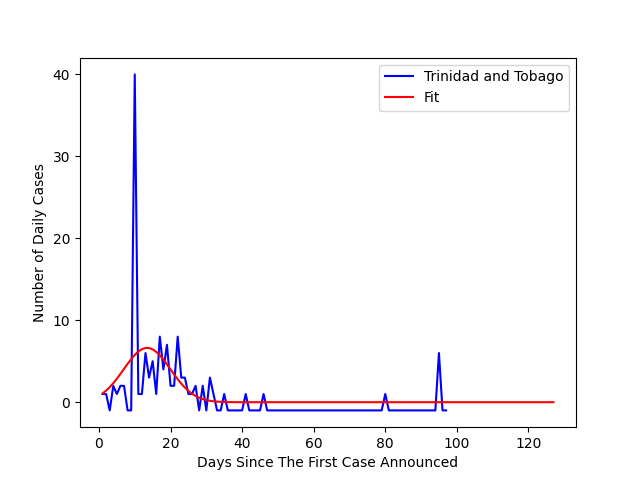 Trinidad and Tobago
Fit
40
30
20
10
0
Number of Daily Cases
0 20 40 60 80 100 120
Days Since The First Case Announced